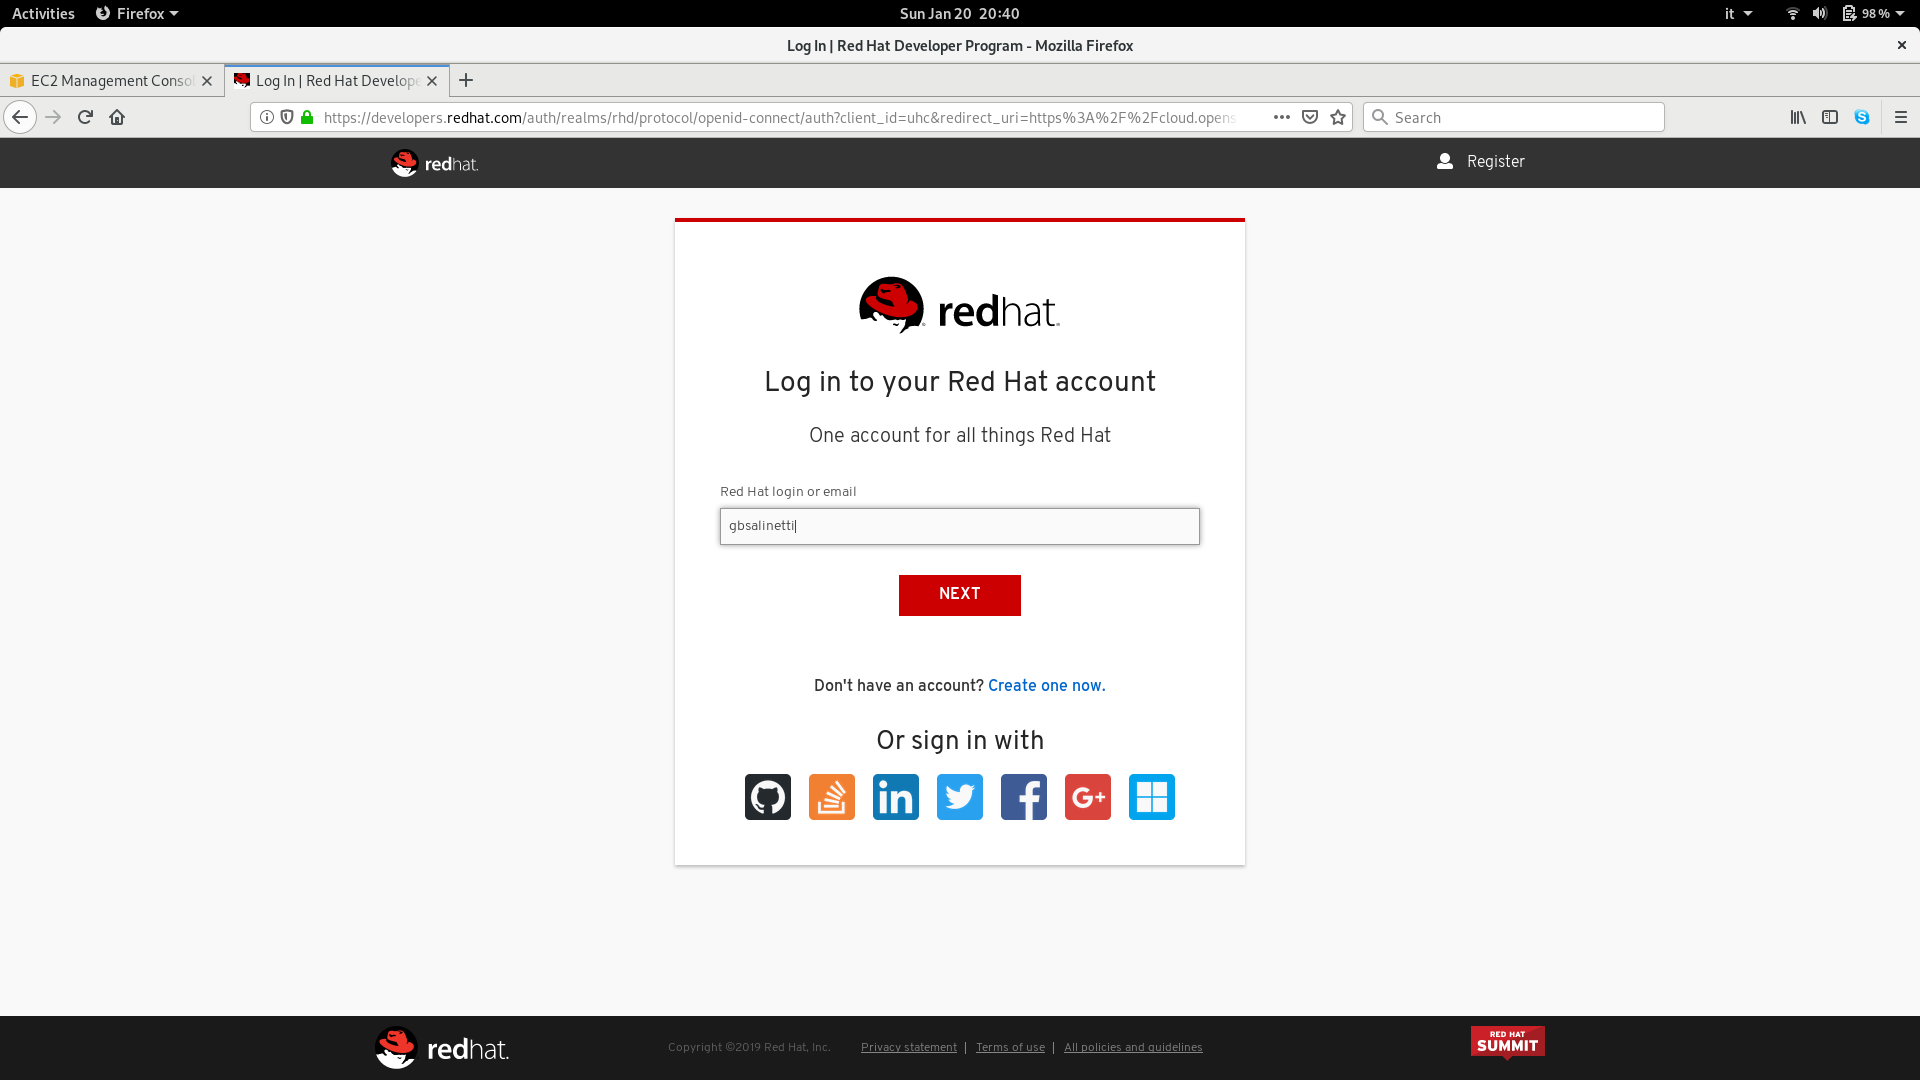 Activities Firefox Sun Jan 20 20:40 it 98 %
Log In | Red Hat Developer Program - Mozilla Firefox
EC2 Management Consol Log In | Red Hat Develope
https://developers.redhat.com/auth/realms/rhd/protocol/openid-connect/auth?client_id=uhc&redirect_uri=https%3A%2F%2Fcloud.opens Search
redhat. Register
redhat.
Log in to your Red Hat account
One account for all things Red Hat
Red Hat login or email
gbsalinetti
NEXT
Don't have an account? Create one now.
Or sign in with
in G+
redhat. Copyright ©2019 Red Hat, Inc. Privacy statement | Terms of use | All policies and guidelines RED HAT
SUMMIT